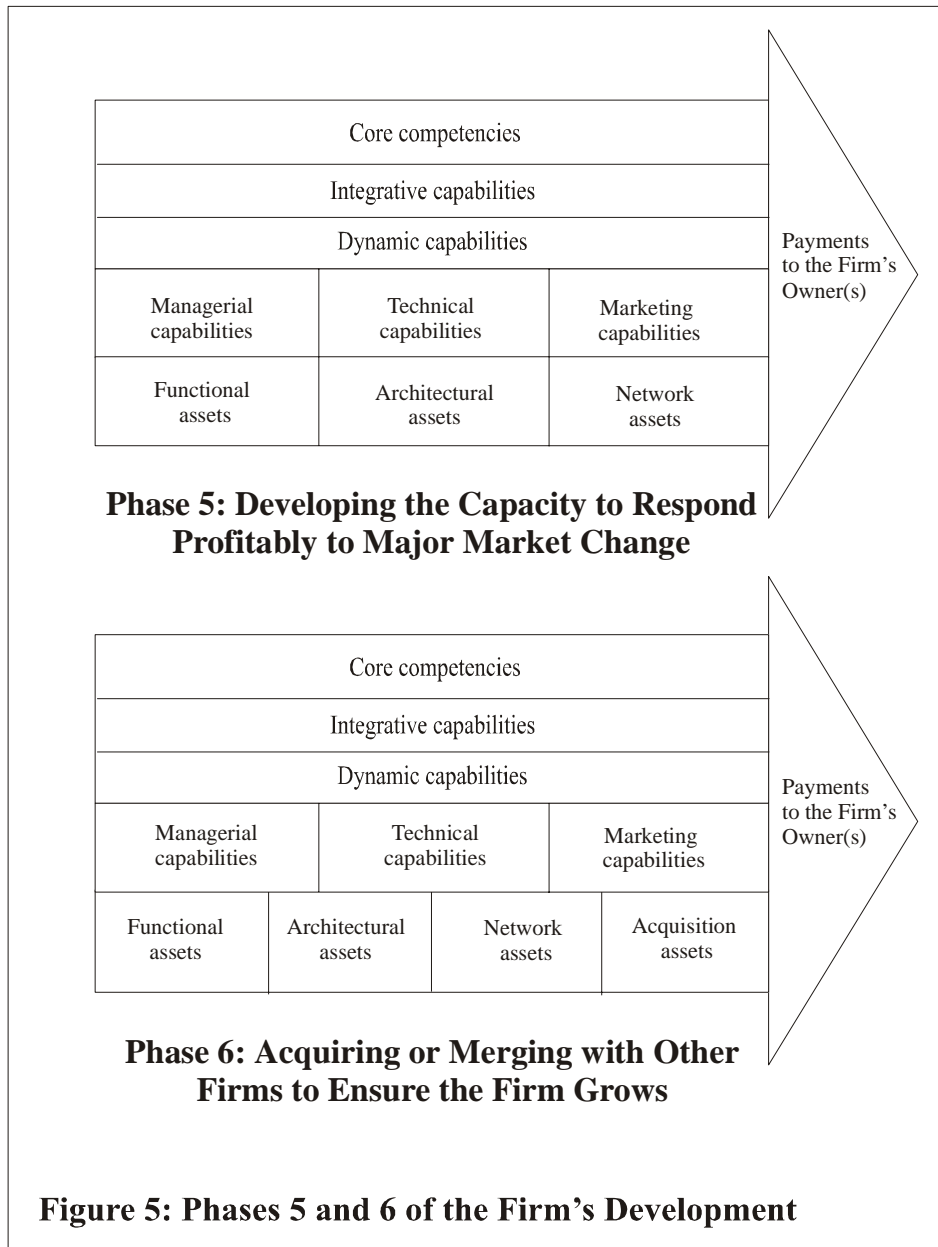 Core competencies
Integrative capabilities
Dynamic capabilities
Managerial
capabilities
Technical
capabilities
Marketing
capabilities
Functional
assets
Architectural
assets
Network
assets
Payments
to the Firm's
Owner(s)
Phase 5: Developing the Capacity to Respond
Profitably to Major Market Change
Core competencies
Integrative capabilities
Dynamic capabilities
Managerial
capabilities
Technical
capabilities
Marketing
capabilities
Functional
assets
Architectural
assets
Network
assets
Acquisition
assets
Payments
to the Firm's
Owner(s)
Phase 6: Acquiring or Merging with Other
Firms to Ensure the Firm Grows
Figure 5: Phases 5 and 6 of the Firm's Development